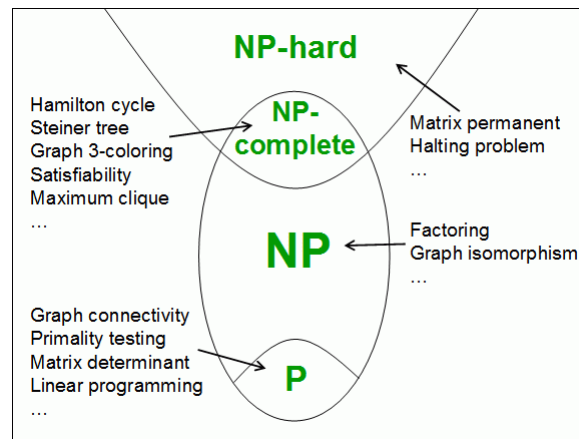 NP-hard
NP-
complete
Hamilton cycle
Steiner tree
Graph 3-coloring
Satisfiability
Maximum clique
…
Matrix permanent
Halting problem
…
NP
Factoring
Graph isomorphism
…
Graph connectivity
Primality testing
Matrix determinant
Linear programming
…
P